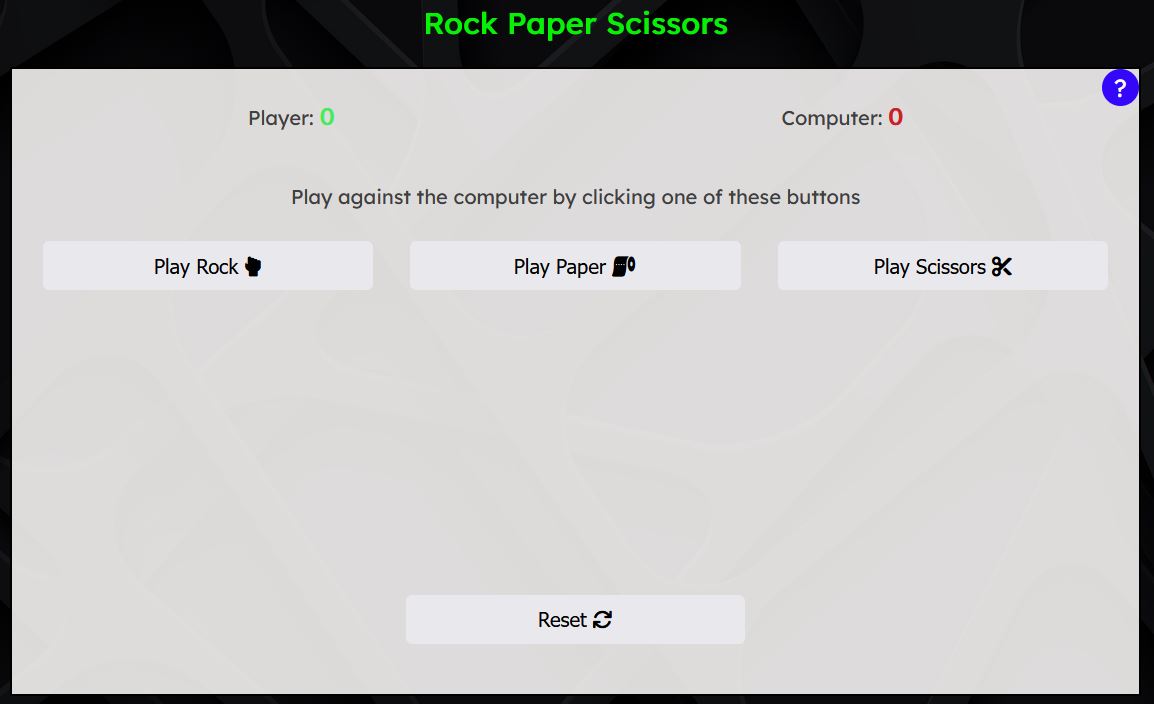 Rock Paper Scissors
?
Player: 0 Computer: 0
Play against the computer by clicking one of these buttons
Play Rock Play Paper Play Scissors
Reset